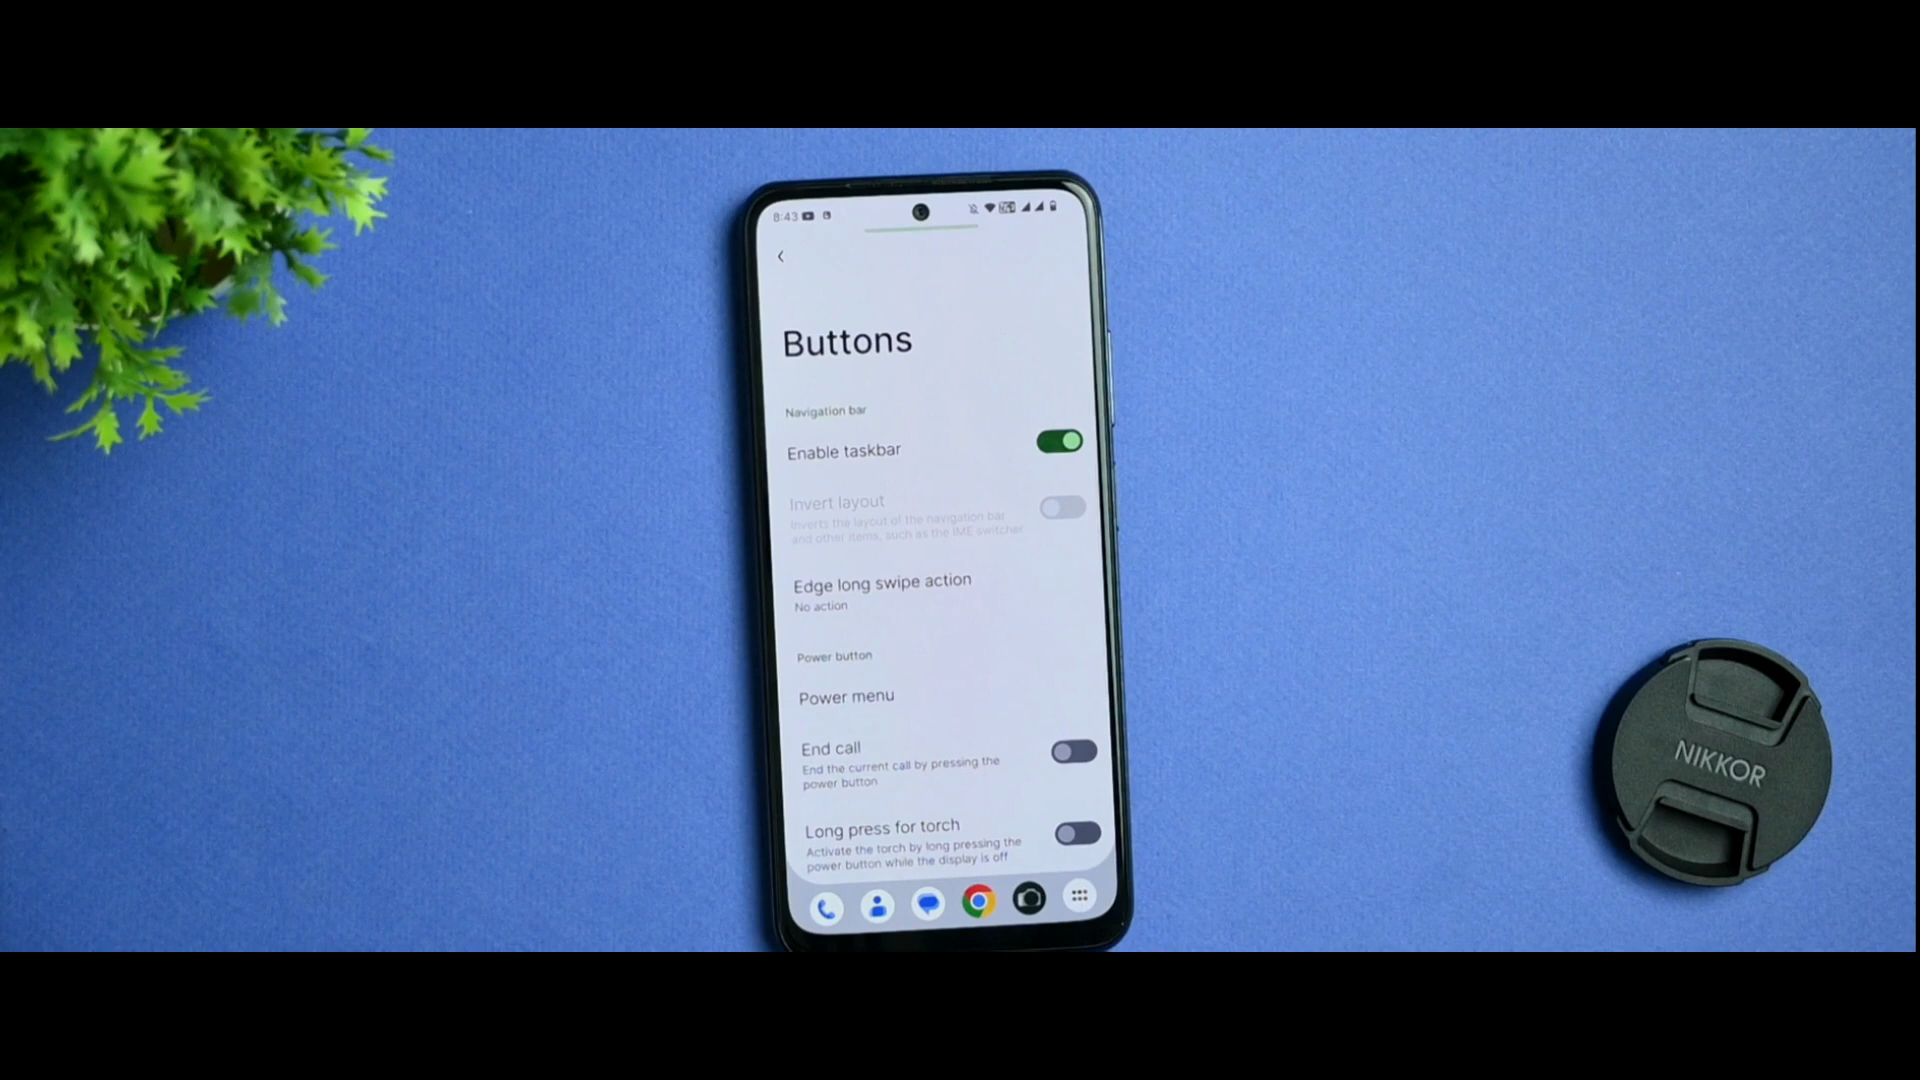 8:43
Buttons
Navigation bar
Enable taskbar
Invert layout
Inverts the layout of the navigation bar
and other items, such as the IME switcher
Edge long swipe action
No action
Power button
Power menu
End call
End the current call by pressing the
power button
Long press for torch
Activate the torch by long pressing the
power button while the display is off
NIKKOR